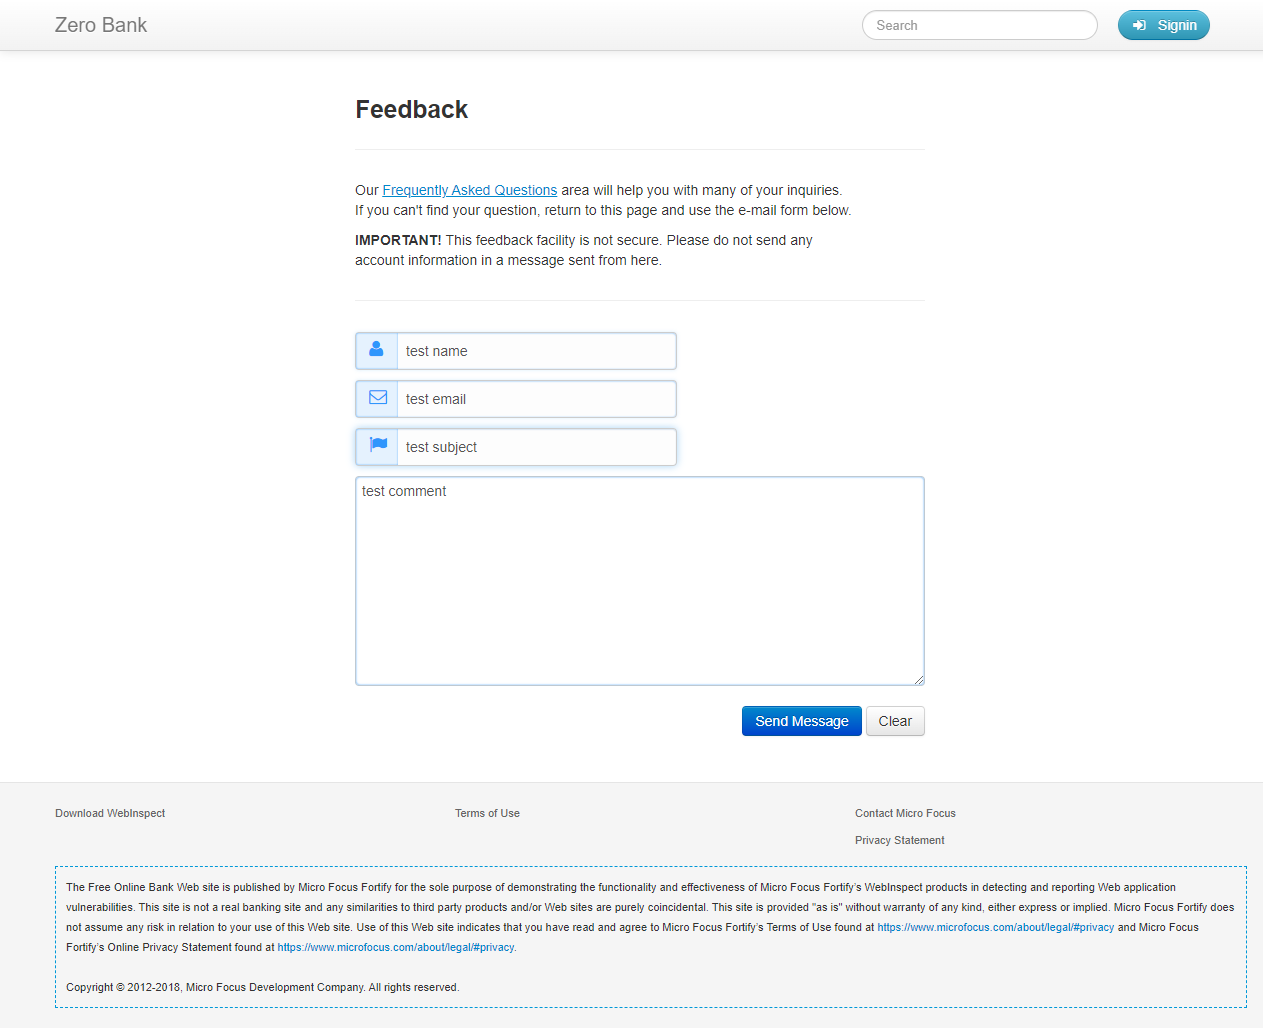 Zero Bank
Search
Signin
Feedback
Our Frequently Asked Questions area will help you with many of your inquiries.
If you can't find your question, return to this page and use the e-mail form below.
IMPORTANT! This feedback facility is not secure. Please do not send any
account information in a message sent from here.
test name
test email
test subject
test comment
Send Message
Clear
Download WebInspect
Terms of Use
Contact Micro Focus
Privacy Statement
The Free Online Bank Web site is published by Micro Focus Fortify for the sole purpose of demonstrating the functionality and effectiveness of Micro Focus Fortify's WebInspect products in detecting and reporting Web application
vulnerabilities. This site is not a real banking site and any similarities to third party products and/or Web sites are purely coincidental. This site is provided "as is" without warranty of any kind, either express or implied. Micro Focus Fortify does
not assume any risk in relation to your use of this Web site. Use of this Web site indicates that you have read and agree to Micro Focus Fortify's Terms of Use found at https://www.microfocus.com/about/legal/#privacy and Micro Focus
Fortify's Online Privacy Statement found at https://www.microfocus.com/about/legal/#privacy.
Copyright © 2012-2018, Micro Focus Development Company. All rights reserved.